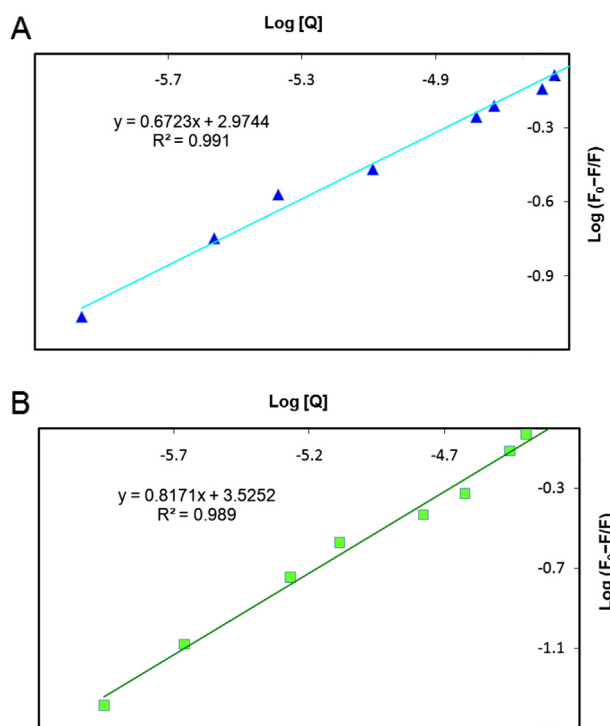 A
Log [Q]
-5.7
-5.3
-4.9
y = 0.6723x + 2.9744
R² = 0.991
-0.3
-0.6
-0.9
Log (F₀−F/F)
B
Log [Q]
-5.7
-5.2
-4.7
y = 0.8171x + 3.5252
R² = 0.989
-0.3
-0.7
-1.1
Log (F₀−F/F)